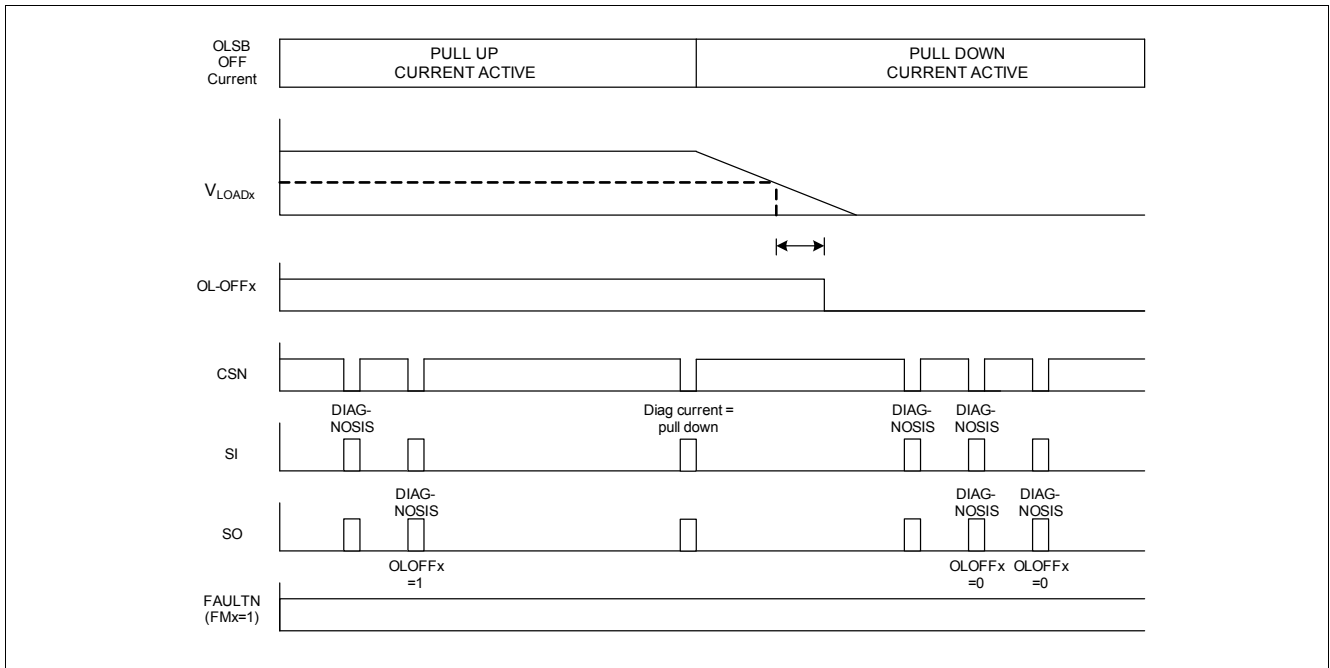 OLSB
OFF
Current
PULL UP
CURRENT ACTIVE
PULL DOWN
CURRENT ACTIVE
VLOADx
OL-OFFx
CSN
DIAG-
NOSIS
Diag current =
pull down
DIAG-
NOSIS
DIAG-
NOSIS
SI
DIAG-
NOSIS
DIAG-
NOSIS
DIAG-
NOSIS
SO
OLOFFx
=1
OLOFFx
=0
OLOFFx
=0
FAULTN
(FMx=1)